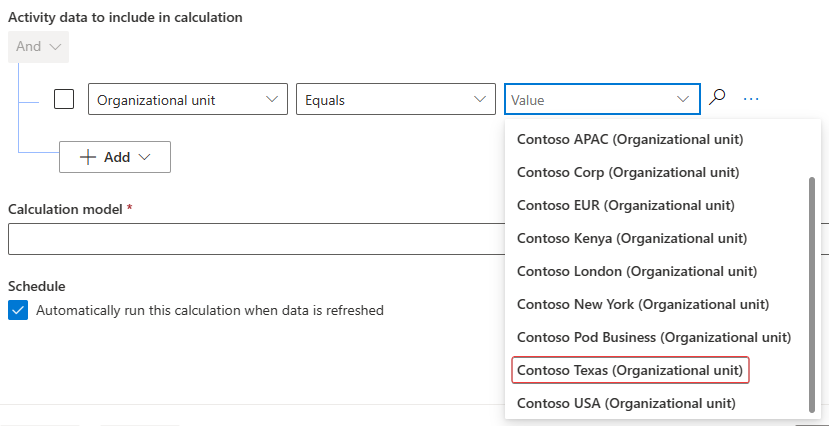 Activity data to include in calculation
And
Organizational unit
Equals
Value
Contoso APAC (Organizational unit)
Contoso Corp (Organizational unit)
Contoso EUR (Organizational unit)
Contoso Kenya (Organizational unit)
Contoso London (Organizational unit)
Contoso New York (Organizational unit)
Contoso Pod Business (Organizational unit)
Contoso Texas (Organizational unit)
Contoso USA (Organizational unit)
Add
Calculation model *
Schedule
Automatically run this calculation when data is refreshed